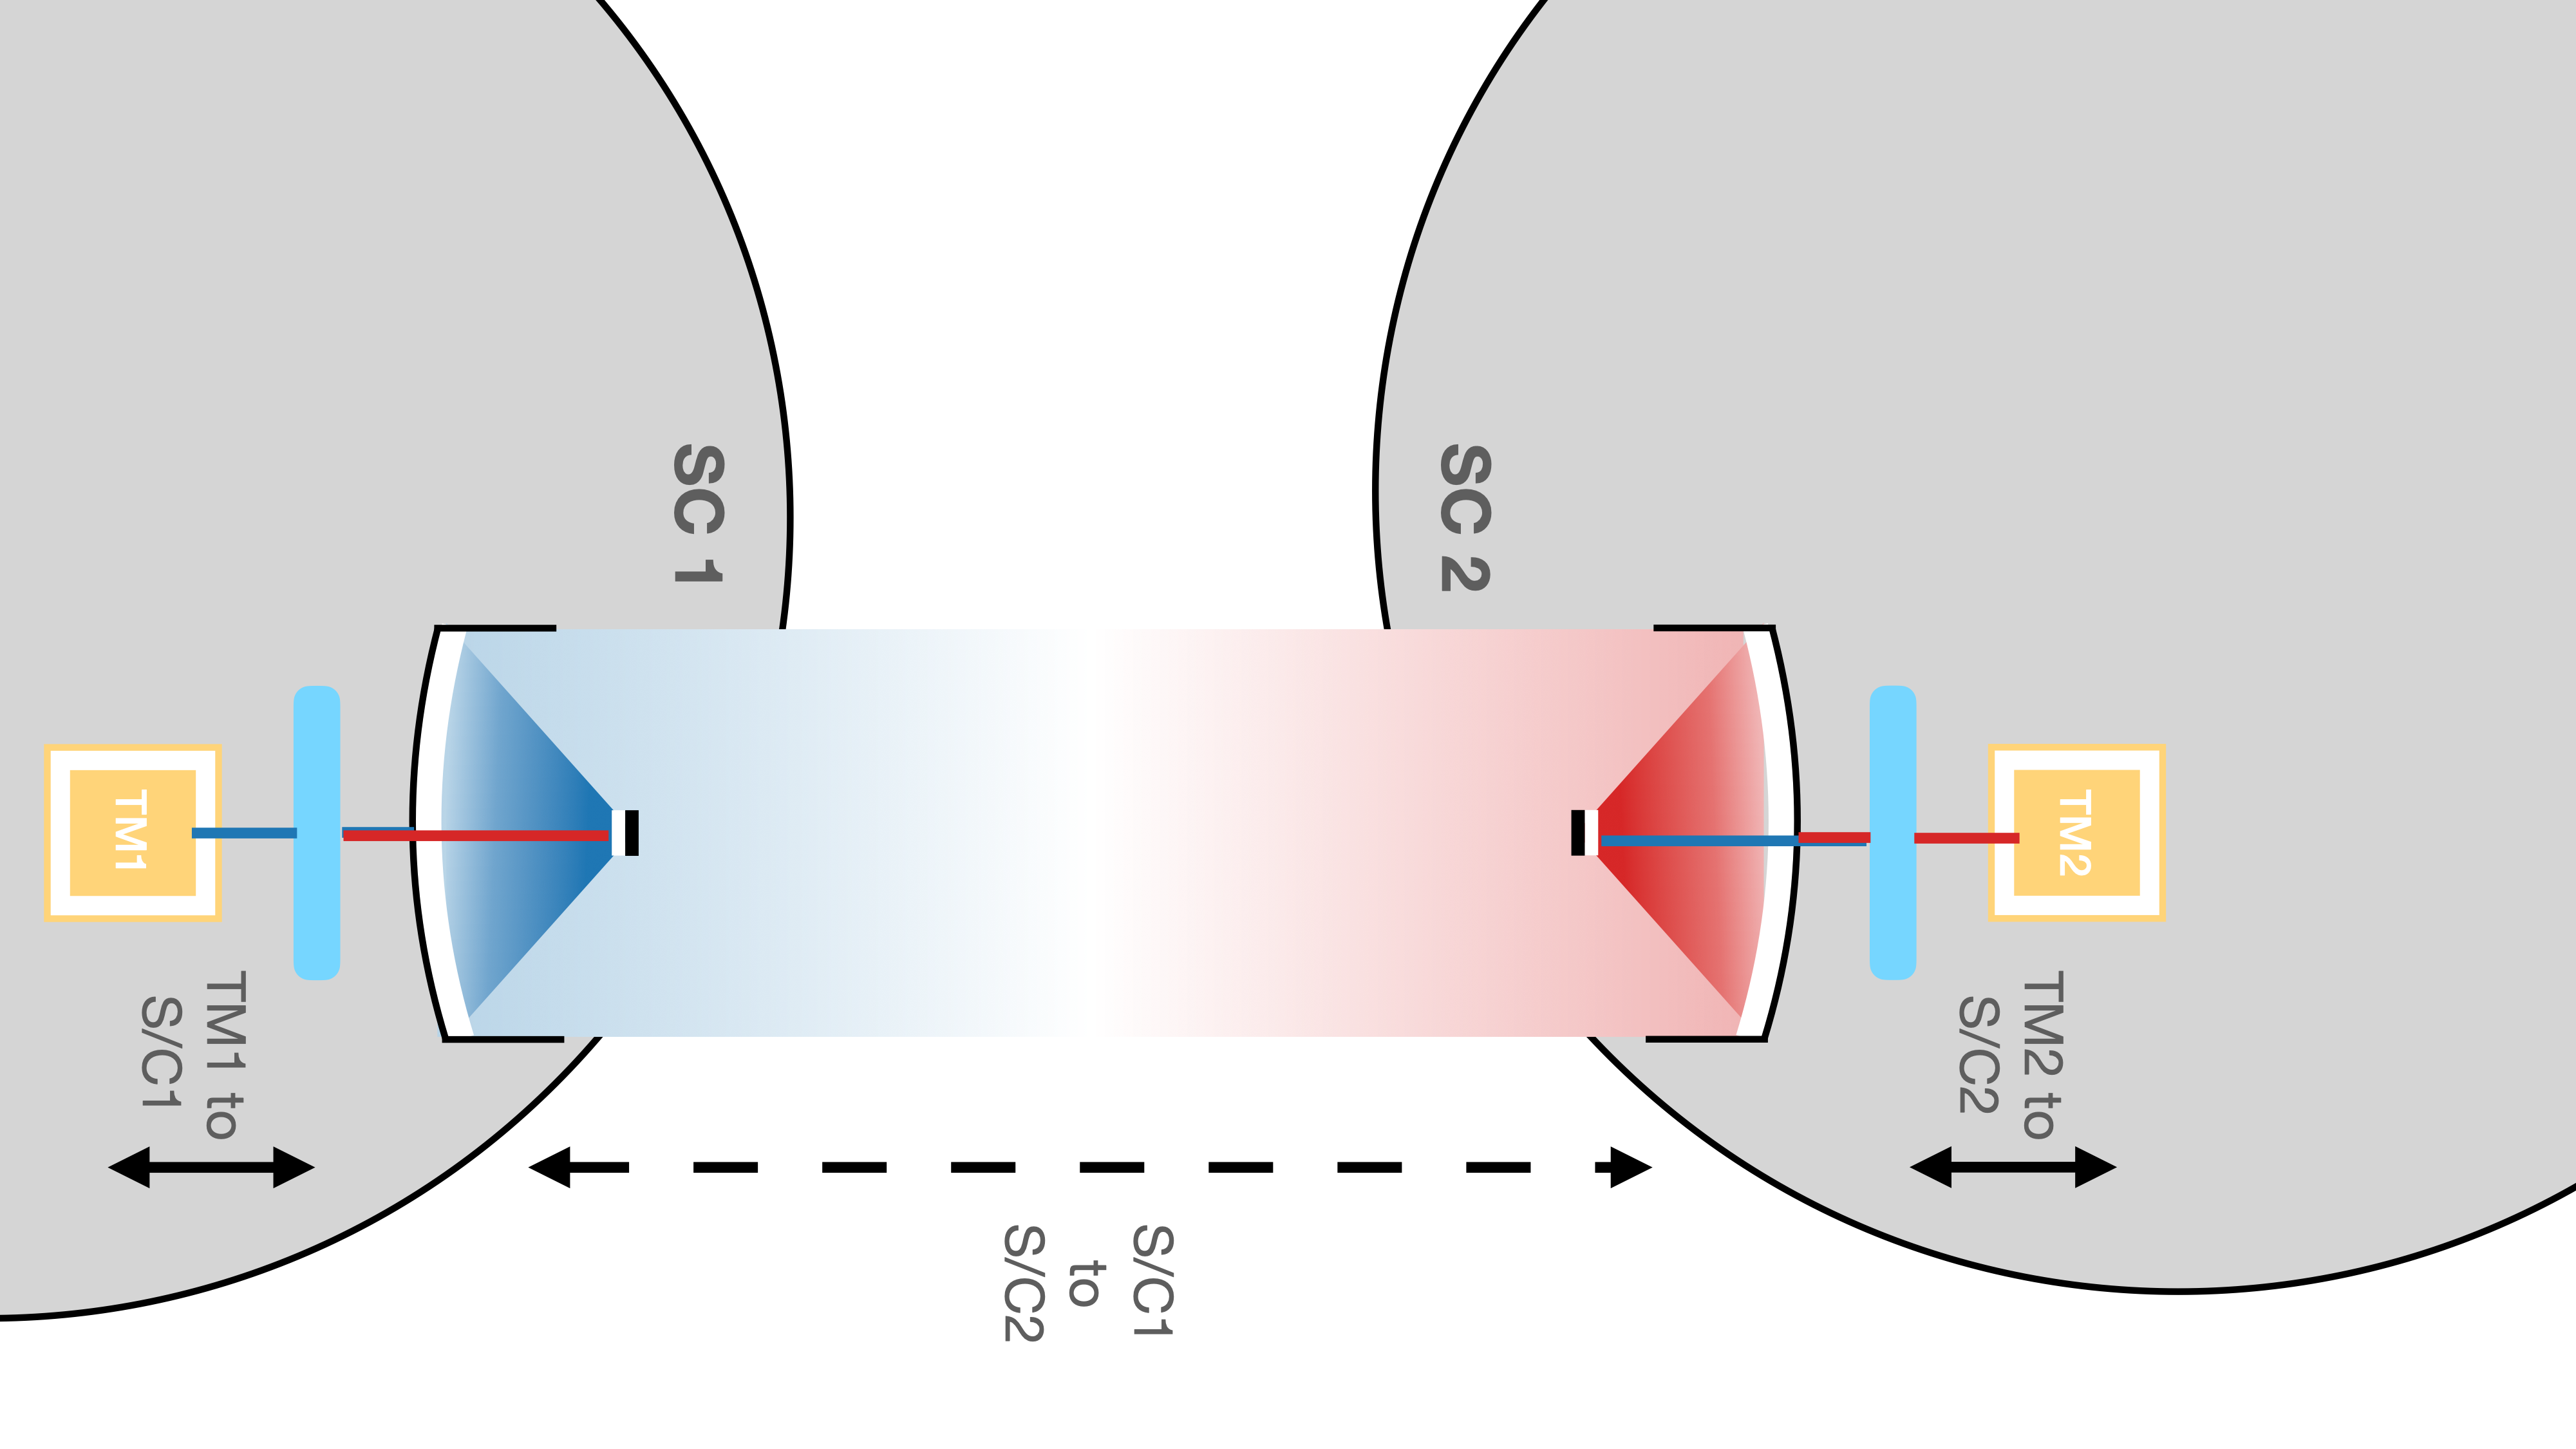 SC 1
SC 2
TM1
TM2
TM1 to
S/C1
TM2 to
S/C2
S/C1
to
S/C2